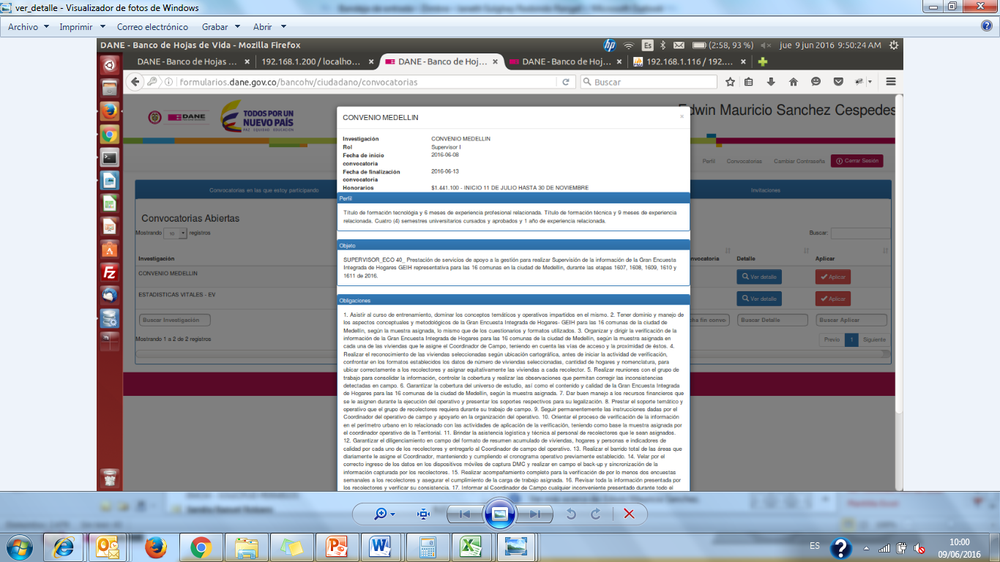 ver_detalle - Visualizador de fotos de Windows
Archivo Imprimir Correo electrónico Grabar Abrir
DANE - Banco de Hojas de Vida - Mozilla Firefox
Es (2:58, 93 %) jue 9 jun 2016 9:50:24 AM
DANE - Banco de Hojas ... × 192.168.1.200 / localho... × DANE - Banco de Hoj... × DANE - Banco de Hoj... × 192.168.1.116 / 192.... ×
formularios.dane.gov.co/bancohv/ciudadano/convocatorias Buscar
DANE TODOS POR UN
NUEVO PAÍS
PAZ EQUIDAD EDUCACIÓN
Edwin Mauricio Sanchez Cespedes
Perfil Convocatorias Cambiar Contraseña Cerrar Sesión
Convocatorias en las que estoy participando Invitaciones
Convocatorias Abiertas
Mostrando 10 registros Buscar:
Investigación nvocatoria Detalle Aplicar
CONVENIO MEDELLIN Ver detalle Aplicar
ESTADISTICAS VITALES - EV Ver detalle Aplicar
Buscar Investigación ha fin convo Buscar Detalle Buscar Aplicar
Mostrando 1 a 2 de 2 registros Previo 1 Siguiente
CONVENIO MEDELLIN ×
Investigación CONVENIO MEDELLIN
Rol Supervisor I
Fecha de inicio 2016-06-08
convocatoria
Fecha de finalización 2016-06-13
convocatoria
Honorarios $1.441.100 - INICIO 11 DE JULIO HASTA 30 DE NOVIEMBRE
Perfil
Título de formación tecnología y 6 meses de experiencia profesional relacionada. Título de formación técnica y 9 meses de experiencia
relacionada. Cuatro (4) semestres universitarios cursados y aprobados y 1 año de experiencia relacionada.
Objeto
SUPERVISOR_ECO 40_ Prestación de servicios de apoyo a la gestión para realizar Supervisión de la información de la Gran Encuesta
Integrada de Hogares GEIH representativa para las 16 comunas en la ciudad de Medellín, durante las etapas 1607, 1608, 1609, 1610 y
1611 de 2016.
Obligaciones
1. Asistir al curso de entrenamiento, dominar los conceptos temáticos y operativos impartidos en el mismo. 2. Tener dominio y manejo de
los aspectos conceptuales y metodológicos de la Gran Encuesta Integrada de Hogares- GEIH para las 16 comunas de la ciudad de
Medellín, según la muestra asignada, lo mismo que de los cuestionarios y formatos utilizados. 3. Organizar y dirigir la verificación de la
información de la Gran Encuesta Integrada de Hogares para las 16 comunas de la ciudad de Medellín, según la muestra asignada en
cada una de las viviendas que le asigne el Coordinador de Campo, teniendo en cuenta las vías de acceso y la proximidad de éstos. 4.
Realizar el reconocimiento de las viviendas seleccionadas según ubicación cartográfica, antes de iniciar la actividad de verificación,
confrontar en los formatos establecidos los datos de número de viviendas seleccionadas, cantidad de hogares y nomenclatura, para
ubicar correctamente a los recolectores y asignar equitativamente las viviendas a cada recolector. 5. Realizar reuniones con el grupo de
trabajo para consolidar la información, controlar la cobertura y realizar las observaciones que permitan corregir las inconsistencias
detectadas en campo. 6. Garantizar la cobertura del universo de estudio, así como el contenido y calidad de la Gran Encuesta Integrada
de Hogares para las 16 comunas de la ciudad de Medellín, según la muestra asignada. 7. Dar buen manejo a los recursos financieros que
se le asignen durante la ejecución del operativo y presentar los soportes respectivos para su legalización. 8. Prestar el soporte temático y
operativo que el grupo de recolectores requiera durante su trabajo de campo. 9. Seguir permanentemente las instrucciones dadas por el
Coordinador del operativo de campo y apoyarlo en la organización del operativo. 10. Orientar el proceso de verificación de la información
en el perímetro urbano en lo relacionado con las actividades de aplicación de la verificación, teniendo como base la muestra asignada por
el coordinador operativo de la Territorial. 11. Brindar la asistencia logística y técnica al personal de recolectores que le sean asignados.
12. Garantizar el diligenciamiento en campo del formato de resumen acumulado de viviendas, hogares y personas e indicadores de
calidad por cada uno de los recolectores y entregarlo al Coordinador de campo del operativo. 13. Realizar el barrido total de las áreas que
diariamente le asigne el Coordinador, manteniendo y cumpliendo el cronograma operativo previamente establecido. 14. Velar por el
correcto ingreso de los datos en los dispositivos móviles de captura DMC y realizar en campo el back-up y sincronización de la
información capturada por los recolectores. 15. Realizar acompañamiento completo para la verificación de por lo menos dos encuestas
semanales a los recolectores y asegurar el cumplimiento de la carga de trabajo asignada. 16. Revisar toda la información presentada por
los recolectores y verificar su consistencia. 17. Informar al Coordinador de Campo cualquier inconveniente presentado durante todo el
ES 10:00
09/06/2016